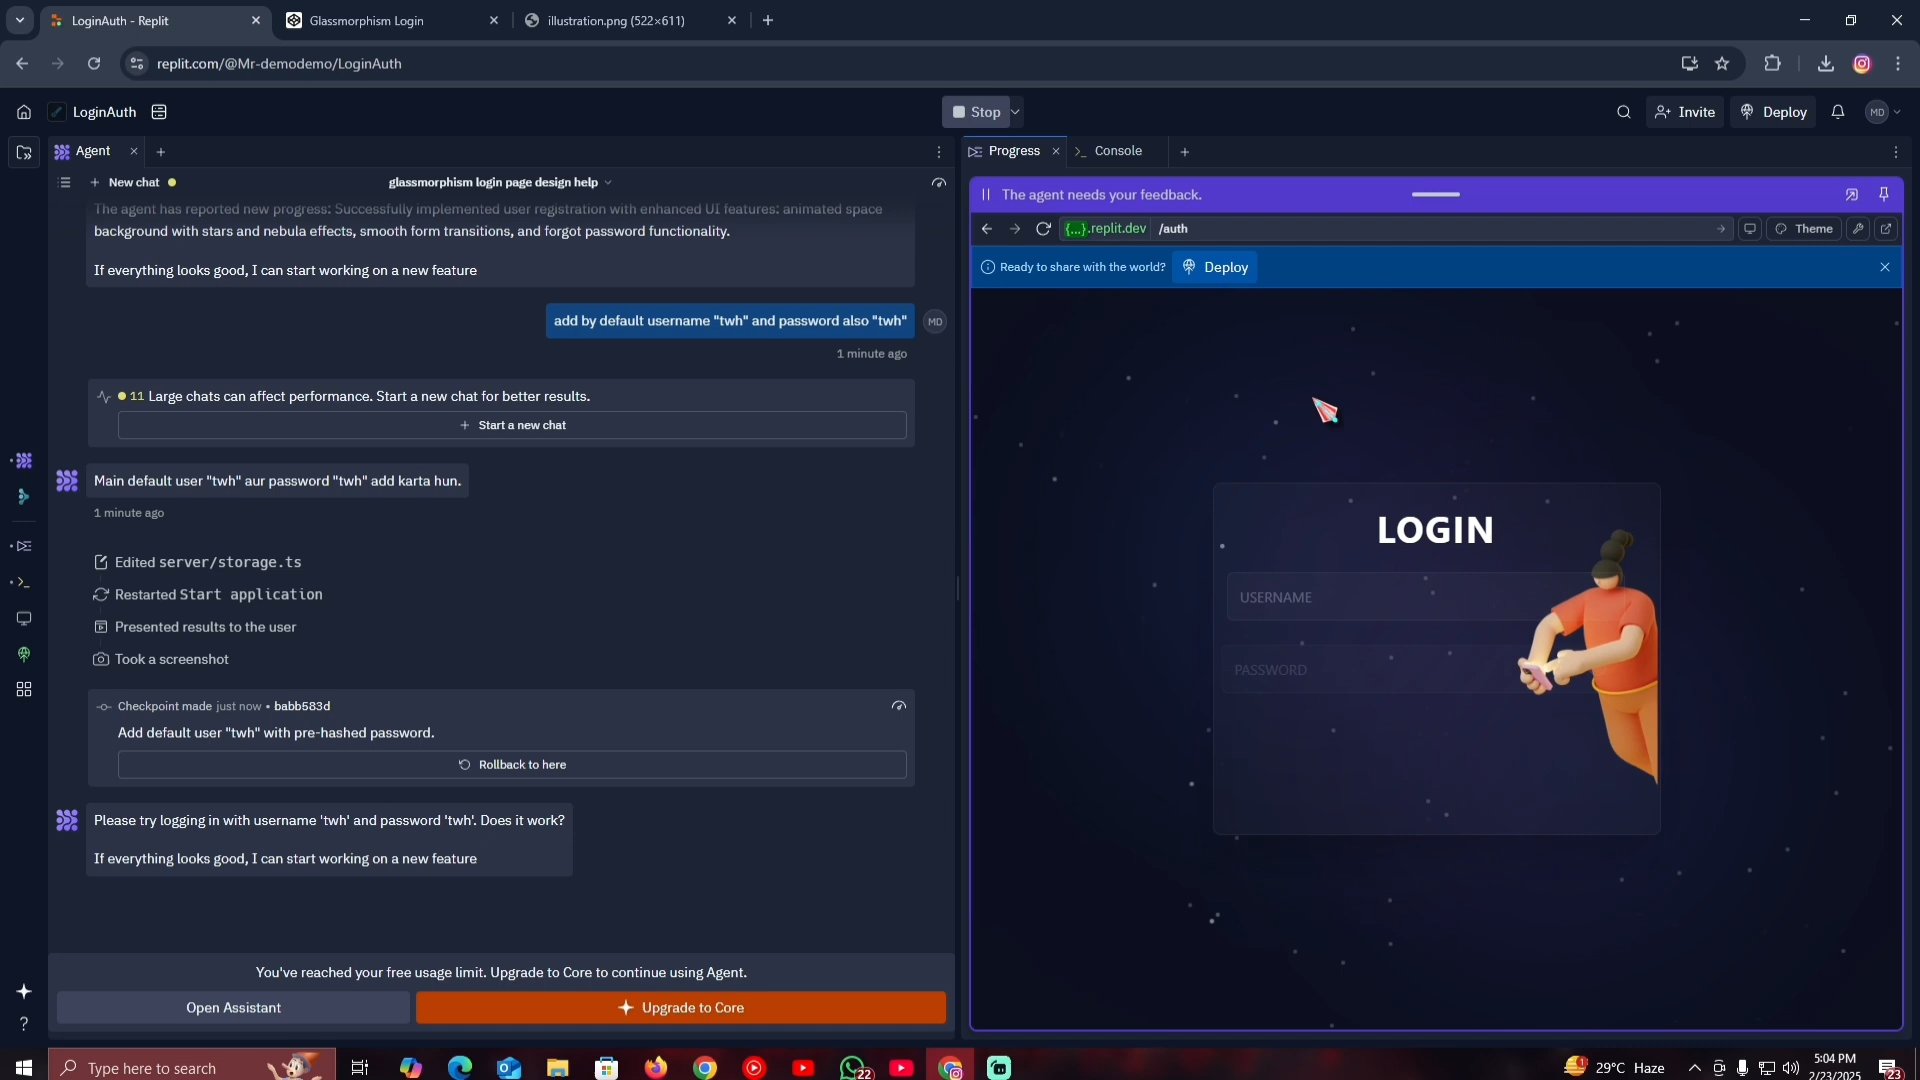 LoginAuth - Replit
Glassmorphism Login
illustration.png (522×611)
replit.com/@Mr-demodemo/LoginAuth
LoginAuth
Stop
Invite
Deploy
MD
Agent
Progress
Console
New chat
glassmorphism login page design help
The agent has reported new progress: Successfully implemented user registration with enhanced UI features: animated space
background with stars and nebula effects, smooth form transitions, and forgot password functionality.
If everything looks good, I can start working on a new feature
add by default username "twh" and password also "twh"
MD
1 minute ago
11 Large chats can affect performance. Start a new chat for better results.
Start a new chat
Main default user "twh" aur password "twh" add karta hun.
1 minute ago
Edited server/storage.ts
Restarted Start application
Presented results to the user
Took a screenshot
Checkpoint made just now • babb583d
Add default user "twh" with pre-hashed password.
Rollback to here
Please try logging in with username 'twh' and password 'twh'. Does it work?
If everything looks good, I can start working on a new feature
You've reached your free usage limit. Upgrade to Core to continue using Agent.
Open Assistant
Upgrade to Core
The agent needs your feedback.
{...}.replit.dev /auth
Theme
Ready to share with the world?
Deploy
LOGIN
USERNAME
PASSWORD
Type here to search
22
1
29°C Haze
5:04 PM
2/23/2025
23